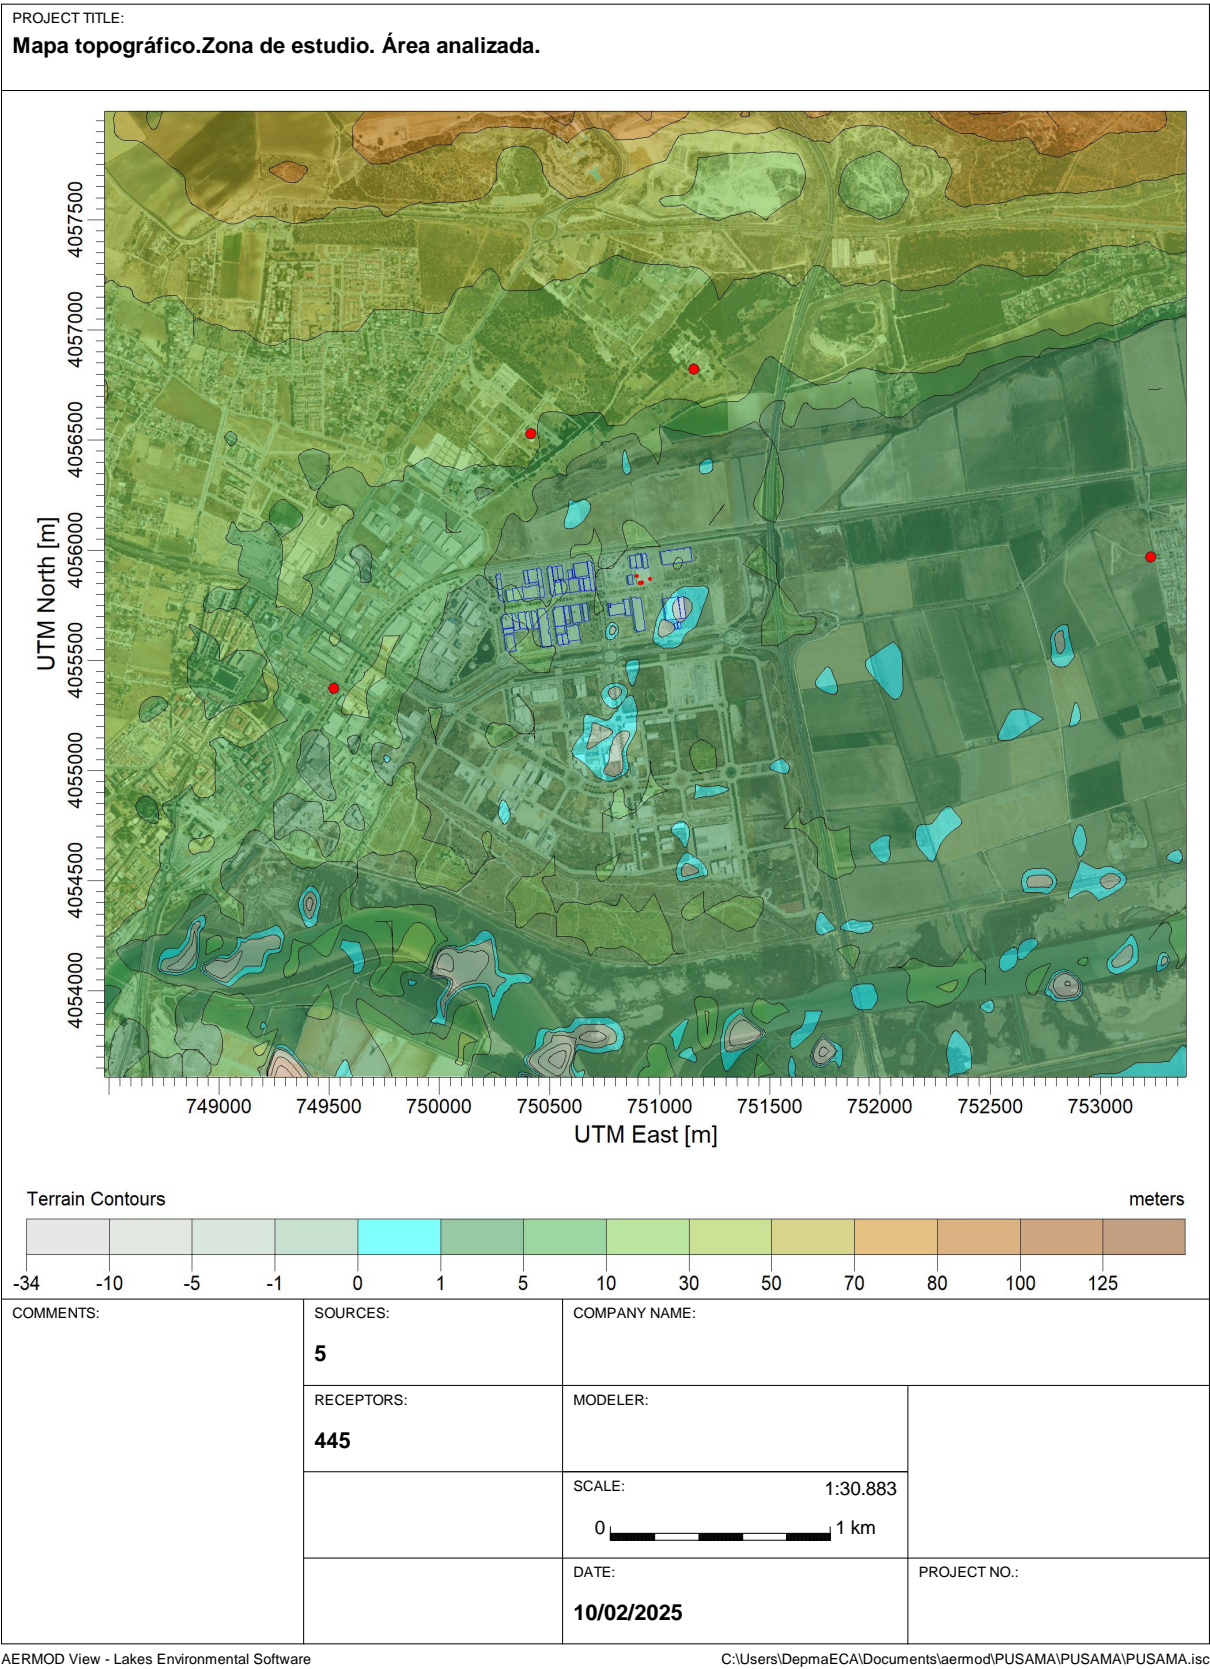 PROJECT TITLE:
Mapa topográfico.Zona de estudio. Área analizada.
UTM North [m]
4057500
4057000
4056500
4056000
4055500
4055000
4054500
4054000
749000 749500 750000 750500 751000 751500 752000 752500 753000
UTM East [m]
Terrain Contours meters
-34 -10 -5 -1 0 1 5 10 30 50 70 80 100 125
COMMENTS:
SOURCES:
5
COMPANY NAME:
RECEPTORS:
445
MODELER:
SCALE: 1:30.883
0 1 km
DATE:
10/02/2025
PROJECT NO.:
AERMOD View - Lakes Environmental Software C:\Users\DepmaECA\Documents\aermod\PUSAMA\PUSAMA\PUSAMA.isc